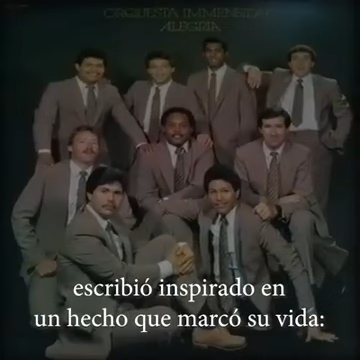 ORQUESTA INMENSIDAD
ALEGRIA
escribió inspirado en
un hecho que marcó su vida: